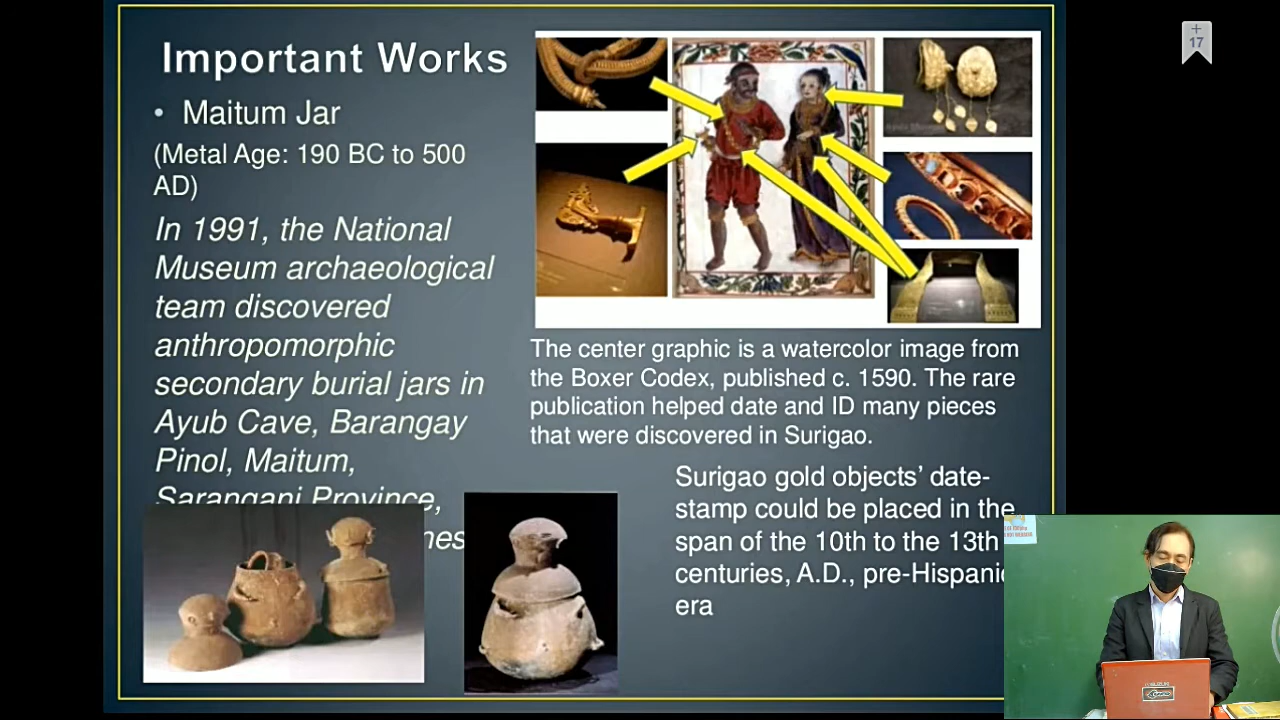 Important Works
17
• Maitum Jar
(Metal Age: 190 BC to 500
AD)
In 1991, the National
Museum archaeological
team discovered
anthropomorphic
secondary burial jars in
Ayub Cave, Barangay
Pinol, Maitum,
Sarangani Province,
The center graphic is a watercolor image from
the Boxer Codex, published c. 1590. The rare
publication helped date and ID many pieces
that were discovered in Surigao.
Surigao gold objects’ date-
stamp could be placed in the
span of the 10th to the 13th
centuries, A.D., pre-Hispanic
era